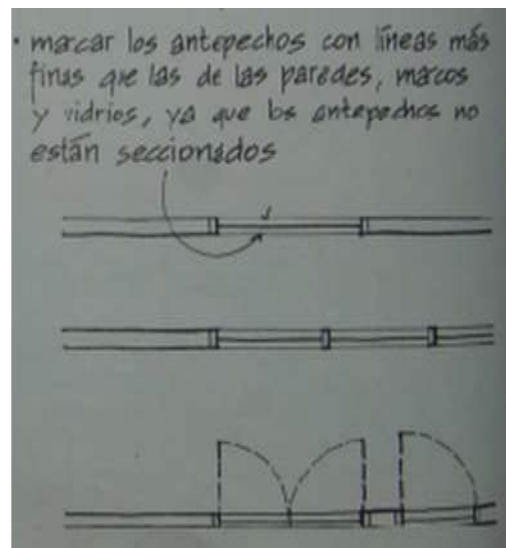 • marcar los antepechos con líneas más
finas que las de las paredes, marcos
y vidrios, ya que los antepechos no
están seccionados